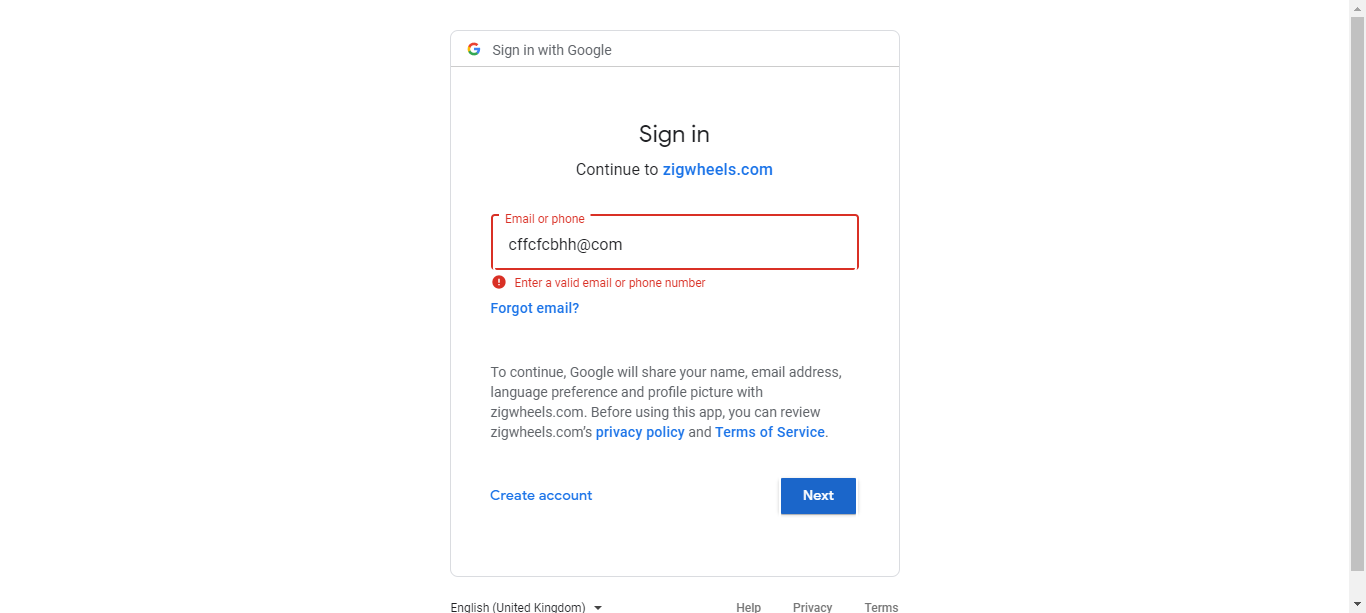 Sign in with Google
Sign in
Continue to zigwheels.com
Email or phone
cffcfcbhh@com
Enter a valid email or phone number
Forgot email?
To continue, Google will share your name, email address,
language preference and profile picture with
zigwheels.com. Before using this app, you can review
zigwheels.com’s privacy policy and Terms of Service.
Create account Next
English (United Kingdom) Help Privacy Terms